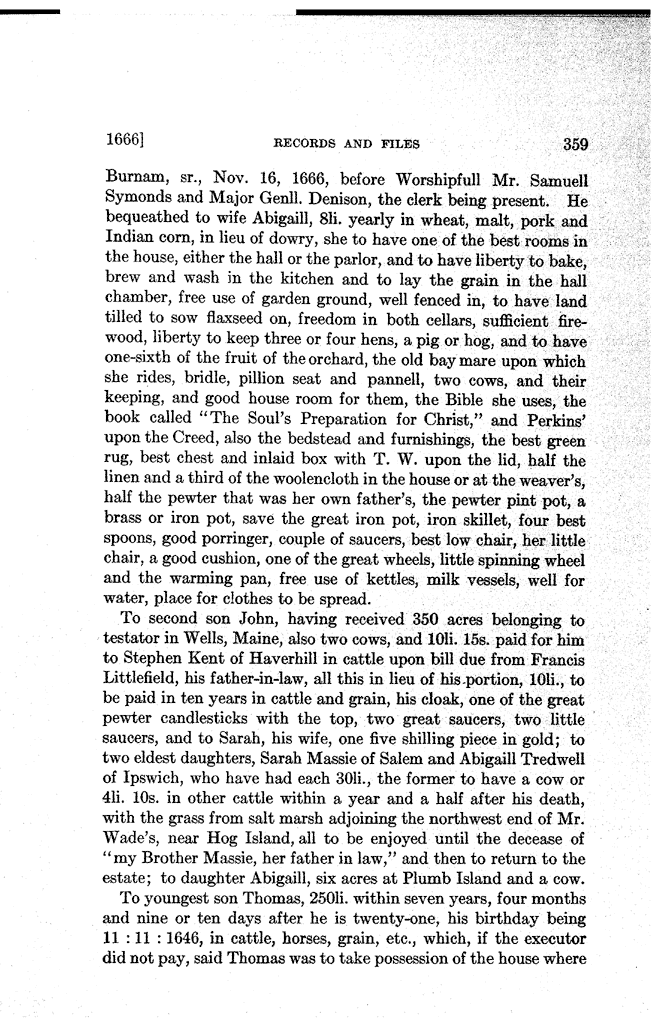 1666] RECORDS AND FILES 359
Burnam, sr., Nov. 16, 1666, before Worshipfull Mr. Samuell
Symonds and Major Genll. Denison, the clerk being present. He
bequeathed to wife Abigaill, 8li. yearly in wheat, malt, pork and
Indian corn, in lieu of dowry, she to have one of the best rooms in
the house, either the hall or the parlor, and to have liberty to bake,
brew and wash in the kitchen and to lay the grain in the hall
chamber, free use of garden ground, well fenced in, to have land
tilled to sow flaxseed on, freedom in both cellars, sufficient fire-
wood, liberty to keep three or four hens, a pig or hog, and to have
one-sixth of the fruit of the orchard, the old bay mare upon which
she rides, bridle, pillion seat and pannell, two cows, and their
keeping, and good house room for them, the Bible she uses, the
book called "The Soul's Preparation for Christ," and Perkins'
upon the Creed, also the bedstead and furnishings, the best green
rug, best chest and inlaid box with T. W. upon the lid, half the
linen and a third of the woolencloth in the house or at the weaver's,
half the pewter that was her own father's, the pewter pint pot, a
brass or iron pot, save the great iron pot, iron skillet, four best
spoons, good porringer, couple of saucers, best low chair, her little
chair, a good cushion, one of the great wheels, little spinning wheel
and the warming pan, free use of kettles, milk vessels, well for
water, place for clothes to be spread.
To second son John, having received 350 acres belonging to
testator in Wells, Maine, also two cows, and 10li. 15s. paid for him
to Stephen Kent of Haverhill in cattle upon bill due from Francis
Littlefield, his father-in-law, all this in lieu of his portion, 10li., to
be paid in ten years in cattle and grain, his cloak, one of the great
pewter candlesticks with the top, two great saucers, two little
saucers, and to Sarah, his wife, one five shilling piece in gold; to
two eldest daughters, Sarah Massie of Salem and Abigaill Tredwell
of Ipswich, who have had each 30li., the former to have a cow or
4li. 10s. in other cattle within a year and a half after his death,
with the grass from salt marsh adjoining the northwest end of Mr.
Wade's, near Hog Island, all to be enjoyed until the decease of
"my Brother Massie, her father in law," and then to return to the
estate; to daughter Abigaill, six acres at Plumb Island and a cow.
To youngest son Thomas, 250li. within seven years, four months
and nine or ten days after he is twenty-one, his birthday being
11 : 11 : 1646, in cattle, horses, grain, etc., which, if the executor
did not pay, said Thomas was to take possession of the house where